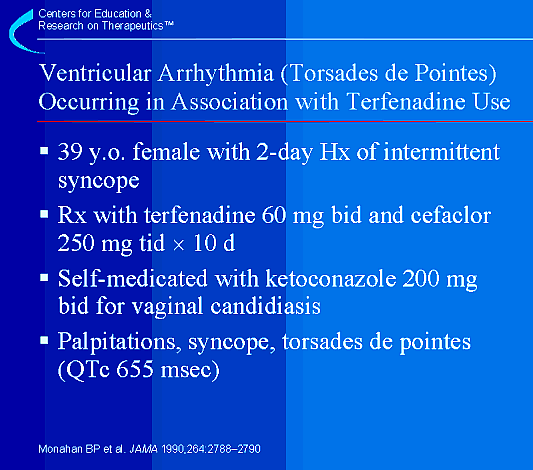 Centers for Education &
Research on Therapeutics™
Ventricular Arrhythmia (Torsades de Pointes)
Occurring in Association with Terfenadine Use
▪ 39 y.o. female with 2-day Hx of intermittent
syncope
▪ Rx with terfenadine 60 mg bid and cefaclor
250 mg tid × 10 d
▪ Self-medicated with ketoconazole 200 mg
bid for vaginal candidiasis
▪ Palpitations, syncope, torsades de pointes
(QTc 655 msec)
Monahan BP et al. JAMA 1990;264:2788–2790